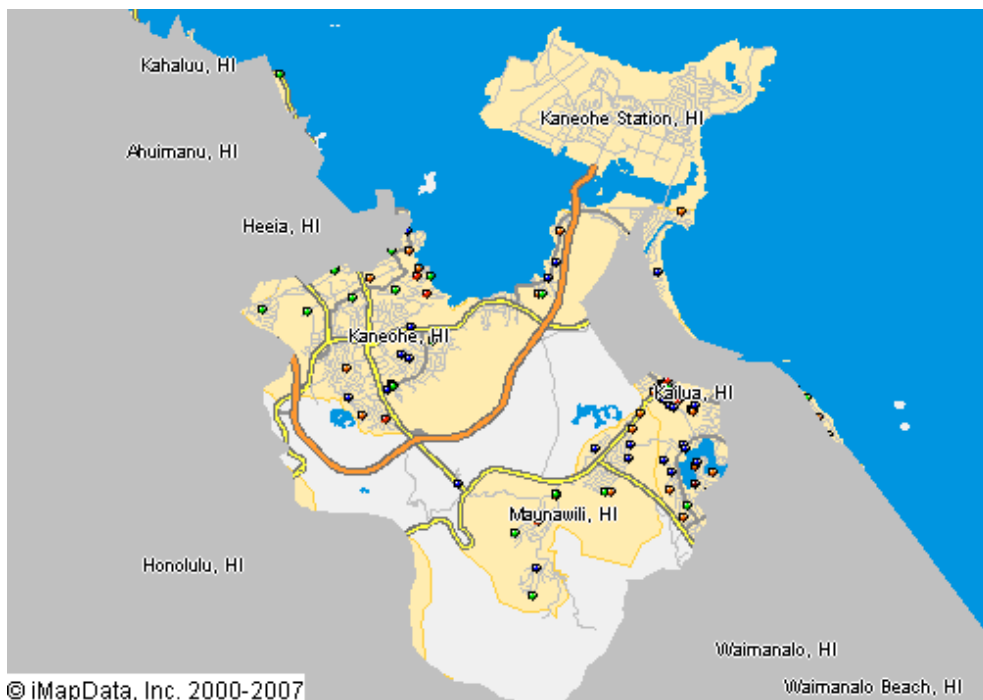 Kahaluu, HI
Kaneohe Station, HI
Ahuimanu, HI
Heeia, HI
Kaneohe, HI
Kailua, HI
Maunawili, HI
Honolulu, HI
Waimanalo, HI
Waimanalo Beach, HI
© iMapData, Inc. 2000-2007